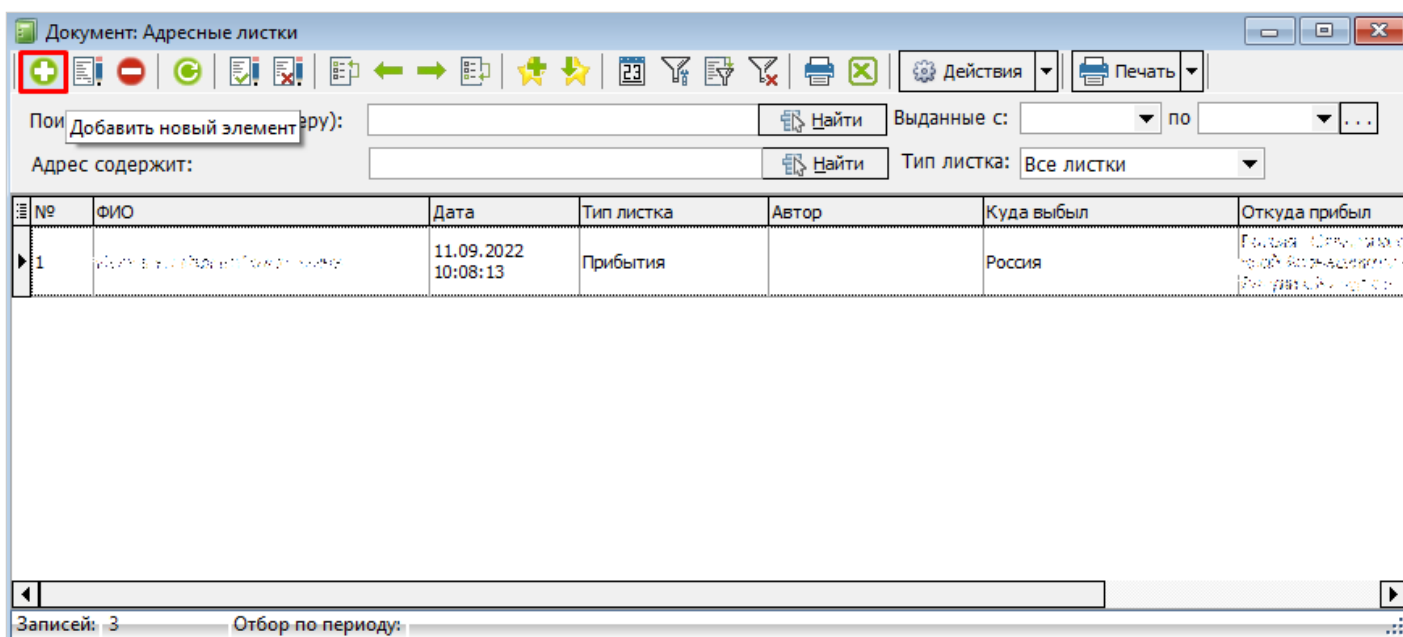 Документ: Адресные листки
23 Действия Печать
Пои еру): Найти Выданные с: по ...
Добавить новый элемент
Адрес содержит: Найти Тип листка: Все листки
№ ФИО Дата Тип листка Автор Куда выбыл Откуда прибыл
1 11.09.2022 Прибытия Россия
10:08:13
Записей: 3 Отбор по периоду: